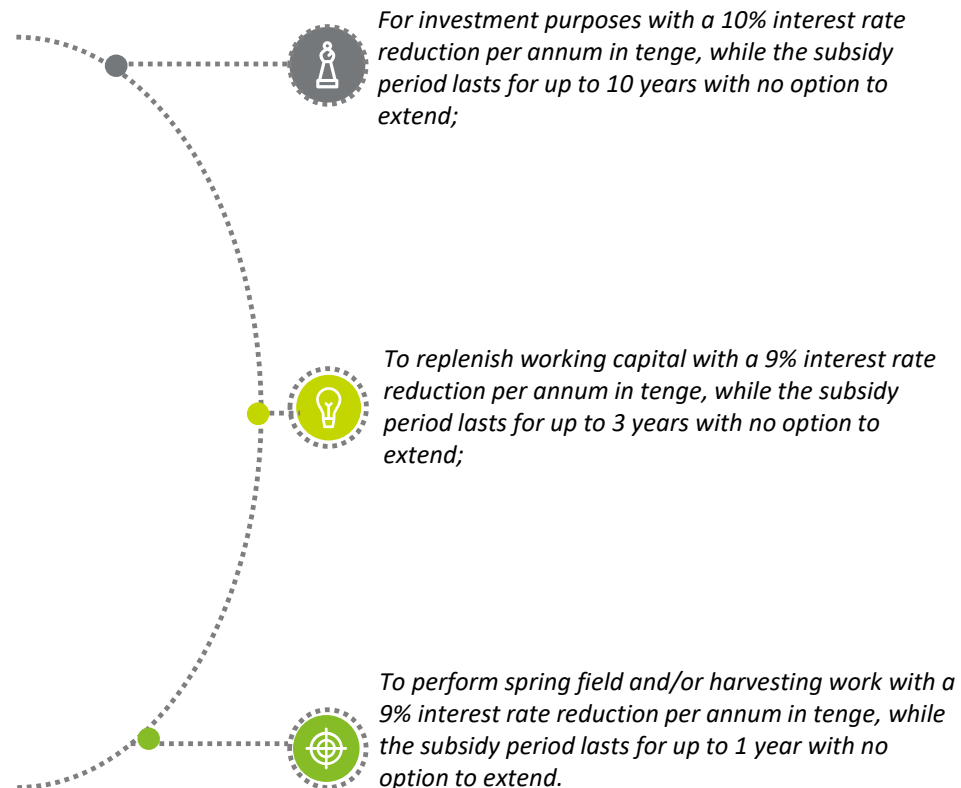 For investment purposes with a 10% interest rate
reduction per annum in tenge, while the subsidy
period lasts for up to 10 years with no option to
extend;
To replenish working capital with a 9% interest rate
reduction per annum in tenge, while the subsidy
period lasts for up to 3 years with no option to
extend;
To perform spring field and/or harvesting work with a
9% interest rate reduction per annum in tenge, while
the subsidy period lasts for up to 1 year with no
option to extend.